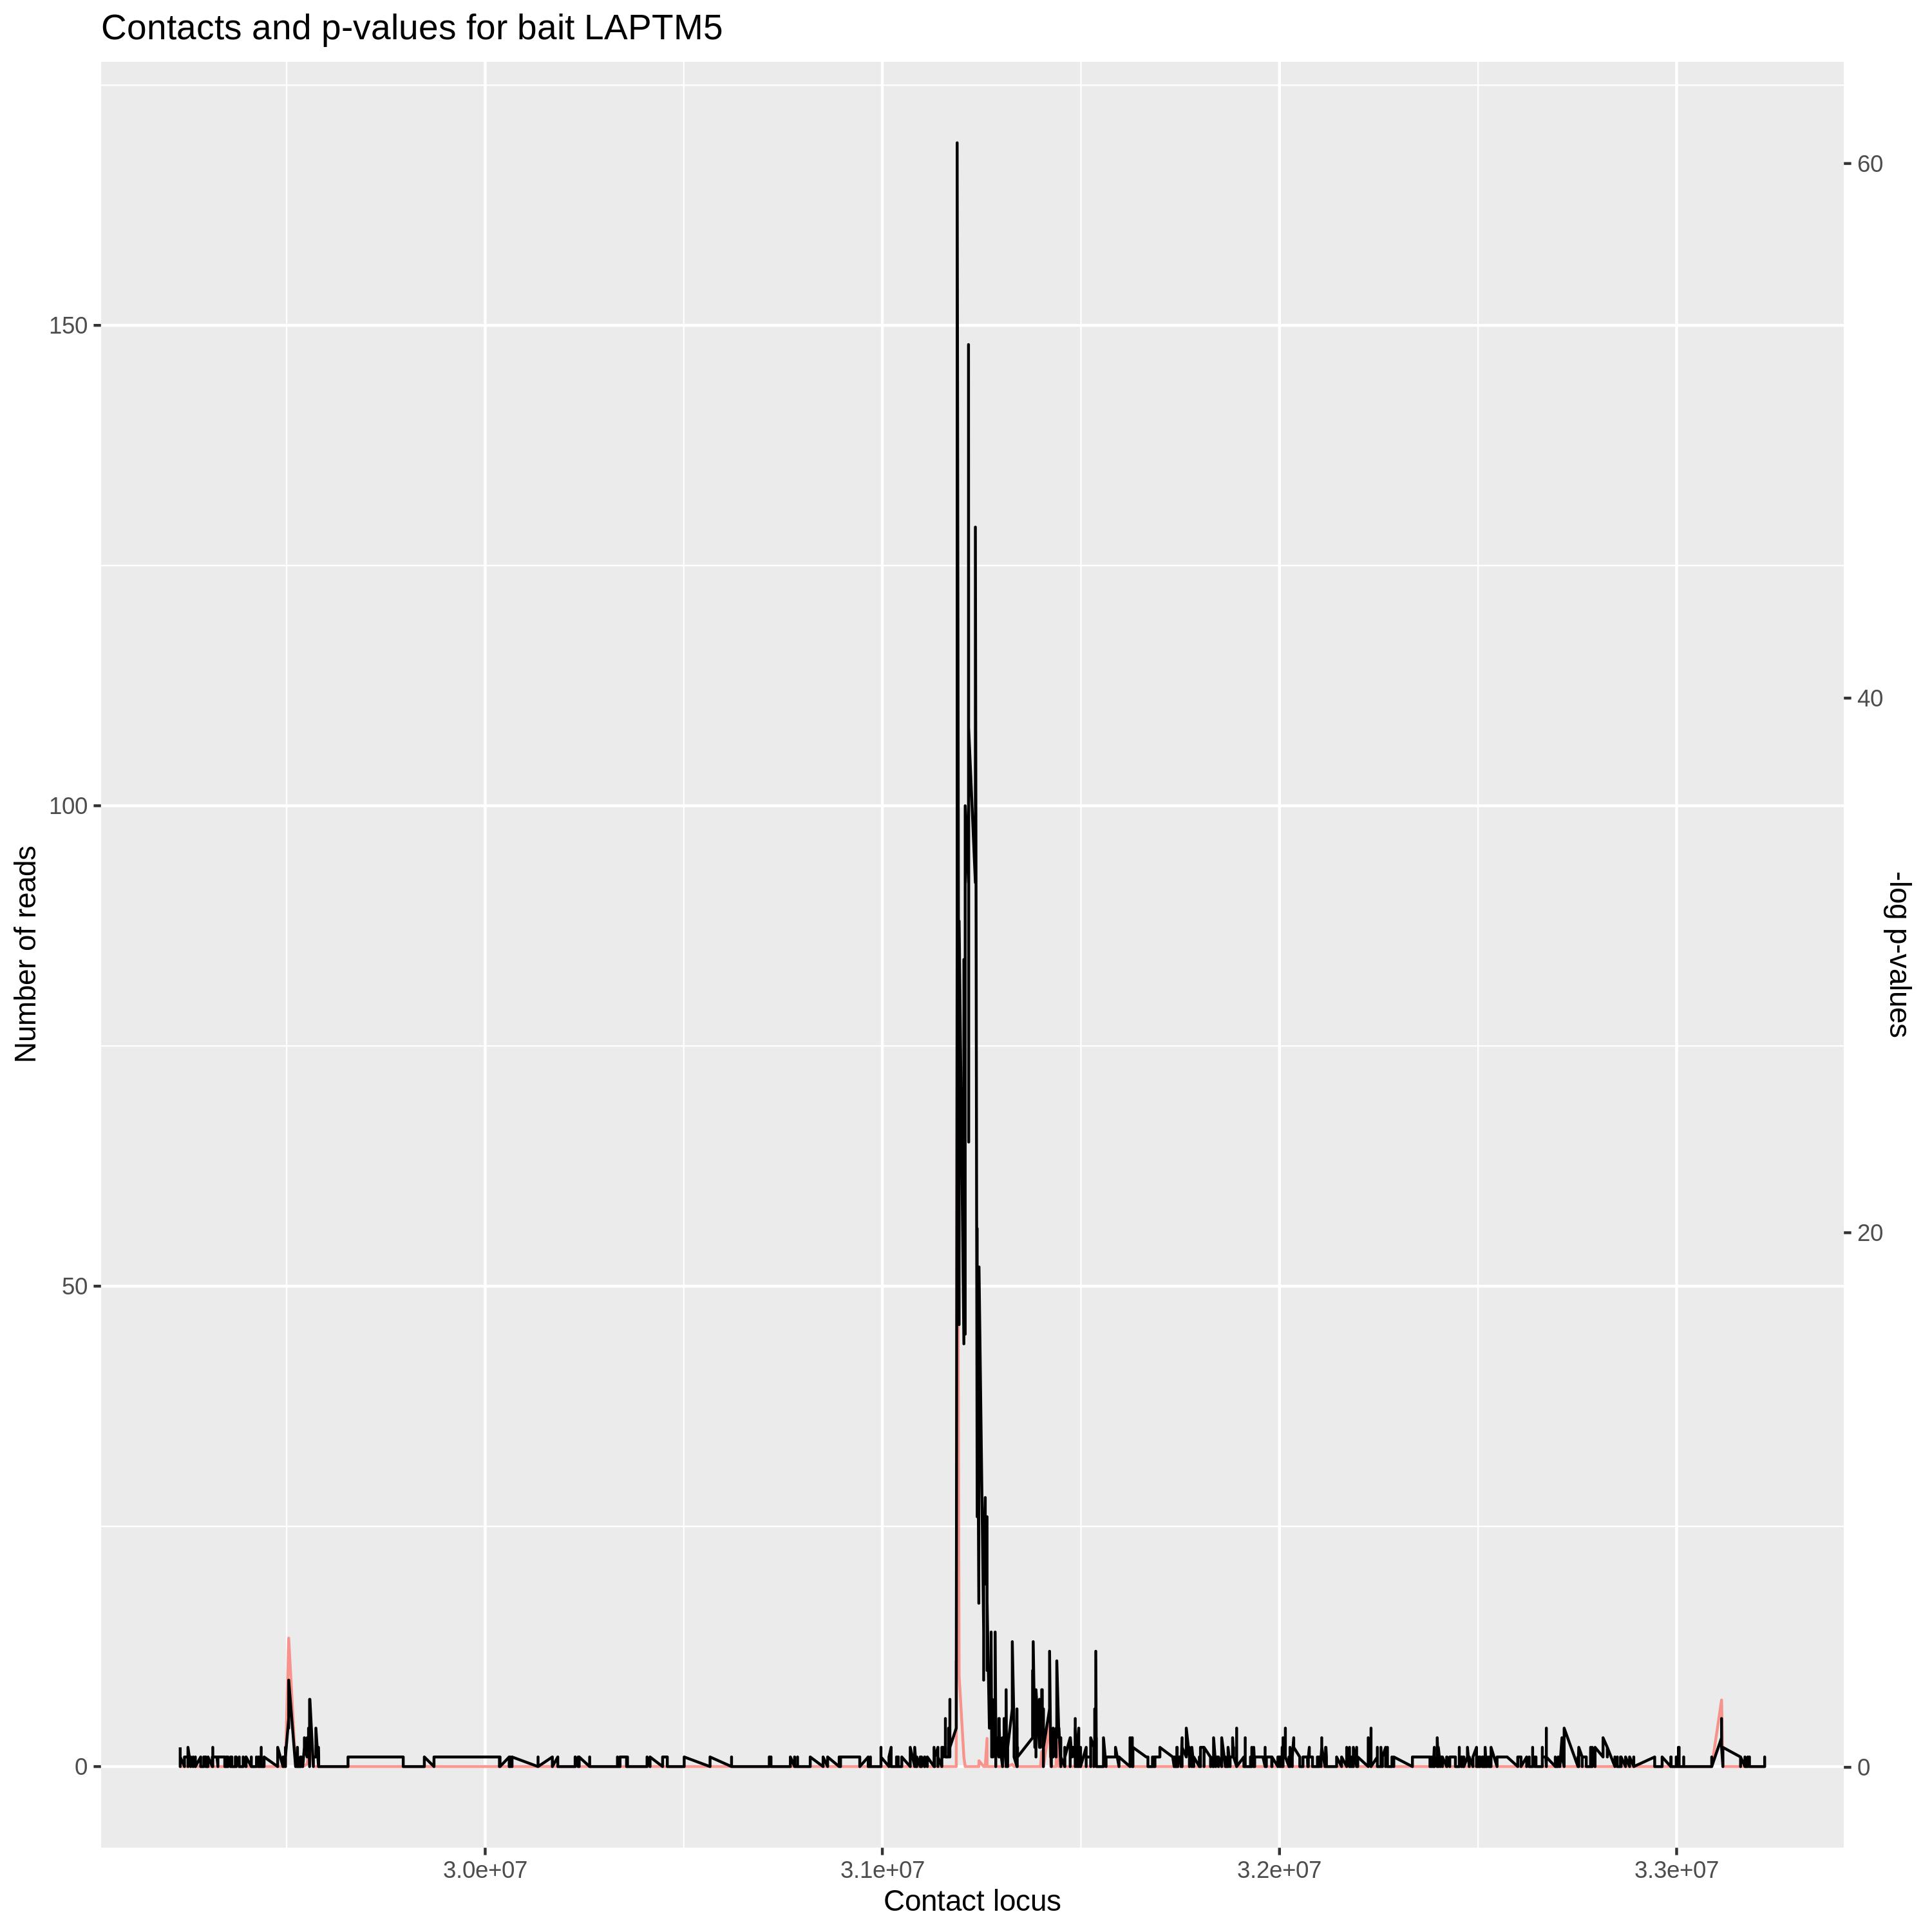 Contacts and p-values for bait LAPTM5
150
100
50
0
Number of reads
60
40
20
0
-log p-values
3.0e+07
3.1e+07
3.2e+07
3.3e+07
Contact locus